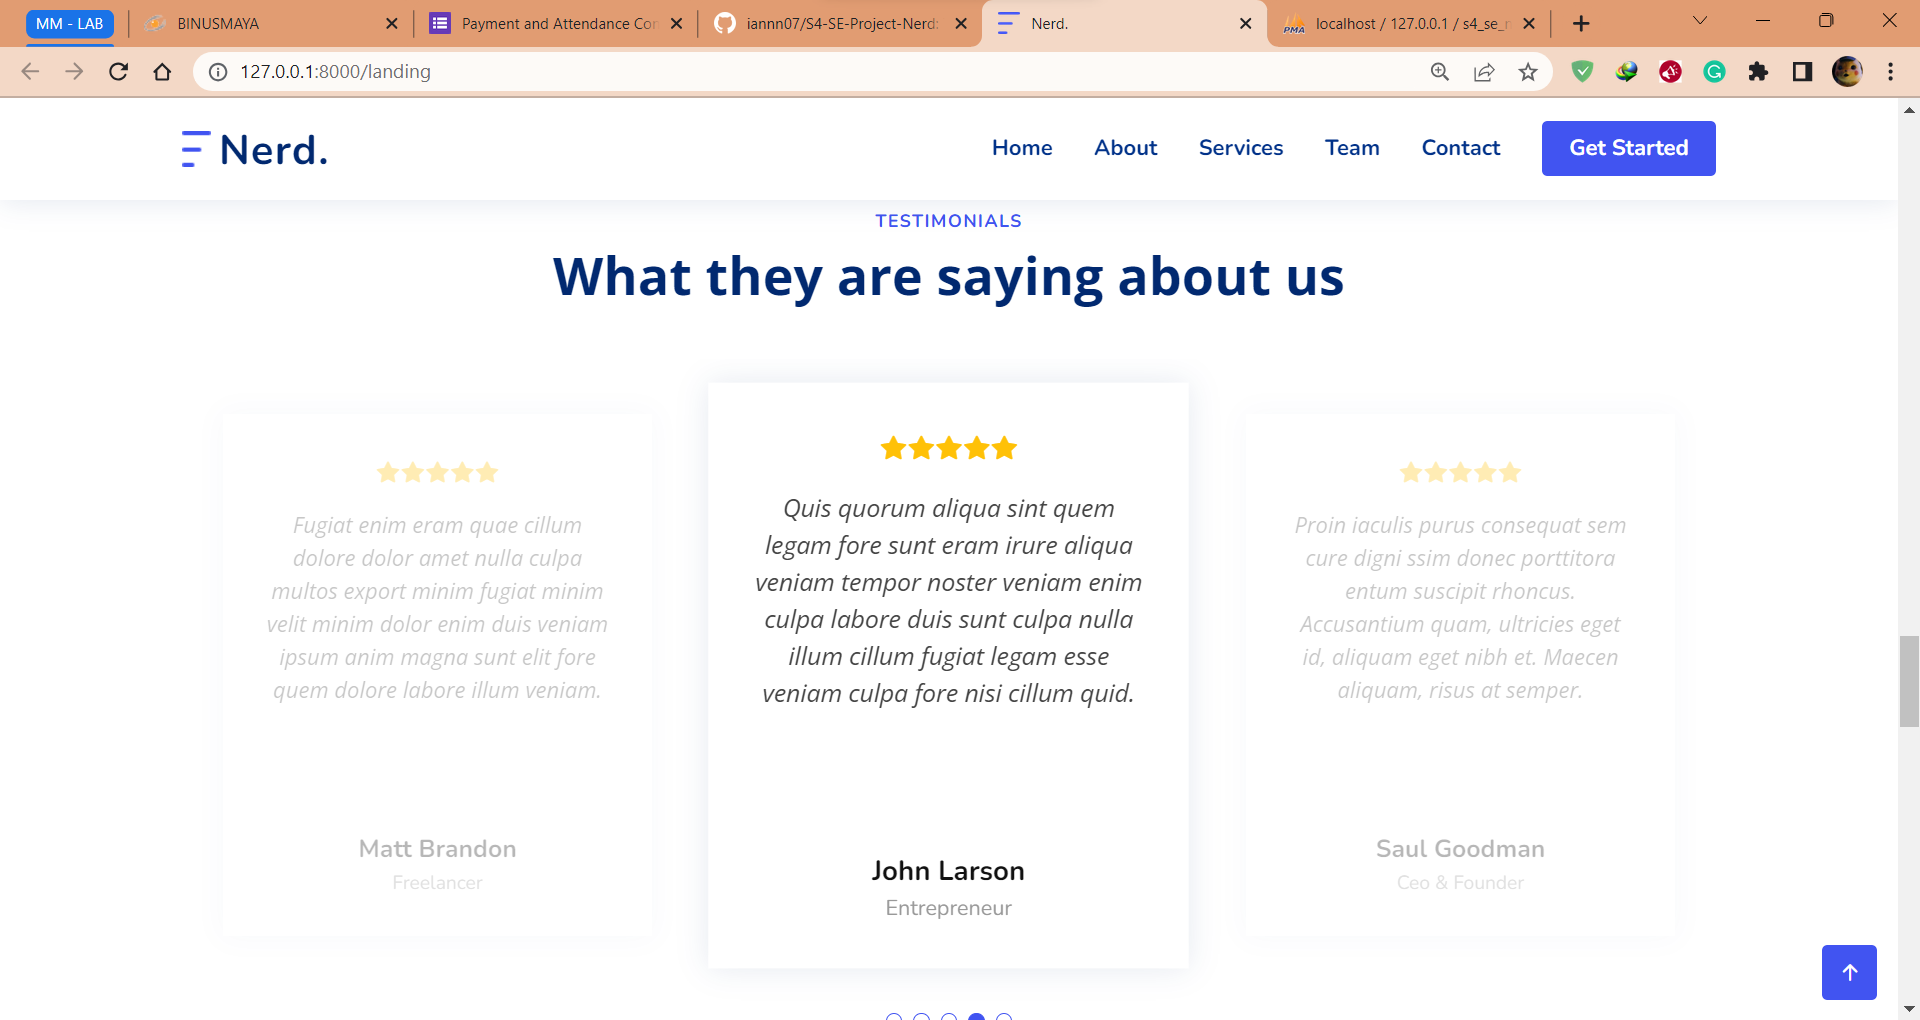 MM - LAB
BINUSMAYA
Payment and Attendance Con
iannn07/S4-SE-Project-Nerd:
Nerd.
localhost / 127.0.0.1 / s4_se_r
127.0.0.1:8000/landing
Nerd.
Home
About
Services
Team
Contact
Get Started
TESTIMONIALS
What they are saying about us
Fugiat enim eram quae cillum
dolore dolor amet nulla culpa
multos export minim fugiat minim
velit minim dolor enim duis veniam
ipsum anim magna sunt elit fore
quem dolore labore illum veniam.
Matt Brandon
Freelancer
Quis quorum aliqua sint quem
legam fore sunt eram irure aliqua
veniam tempor noster veniam enim
culpa labore duis sunt culpa nulla
illum cillum fugiat legam esse
veniam culpa fore nisi cillum quid.
John Larson
Entrepreneur
Proin iaculis purus consequat sem
cure digni ssim donec porttitora
entum suscipit rhoncus.
Accusantium quam, ultricies eget
id, aliquam eget nibh et. Maecen
aliquam, risus at semper.
Saul Goodman
Ceo & Founder